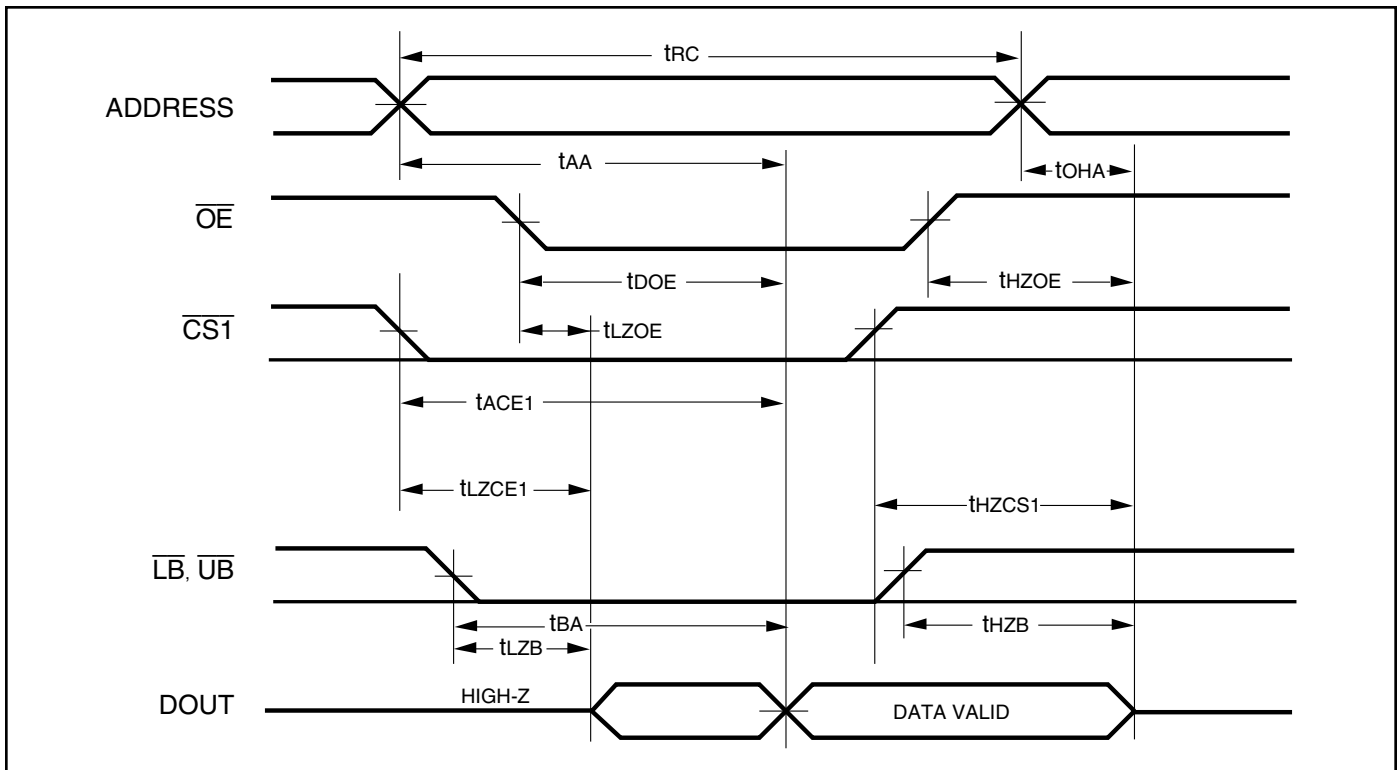 tRC
ADDRESS
tAA
tOHA
OE
tDOE
tHZOE
CS1
tLZOE
tACE1
tLZCE1
tHZCS1
LB, UB
tBA
tHZB
tLZB
HIGH-Z
DOUT
DATA VALID